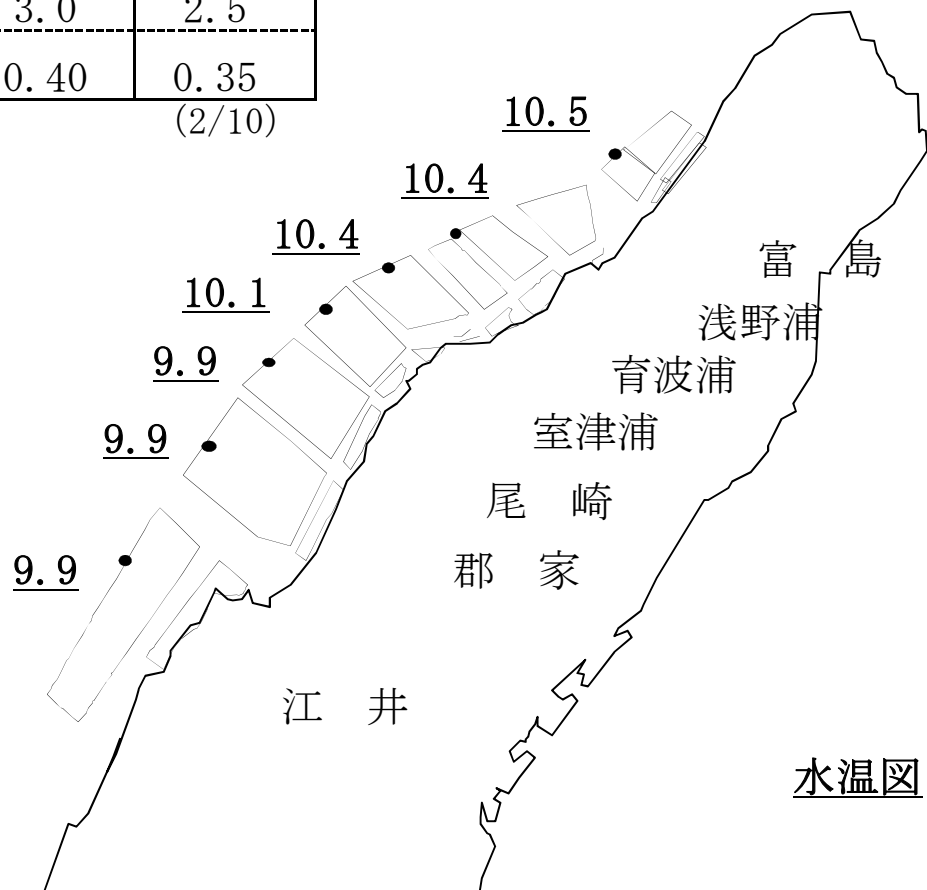 3.0 2.5
0.40 0.35
(2/10)
10.5
10.4
10.4
10.1
9.9
9.9
9.9
富 島
浅野浦
育波浦
室津浦
尾 崎
郡 家
江 井
水温図